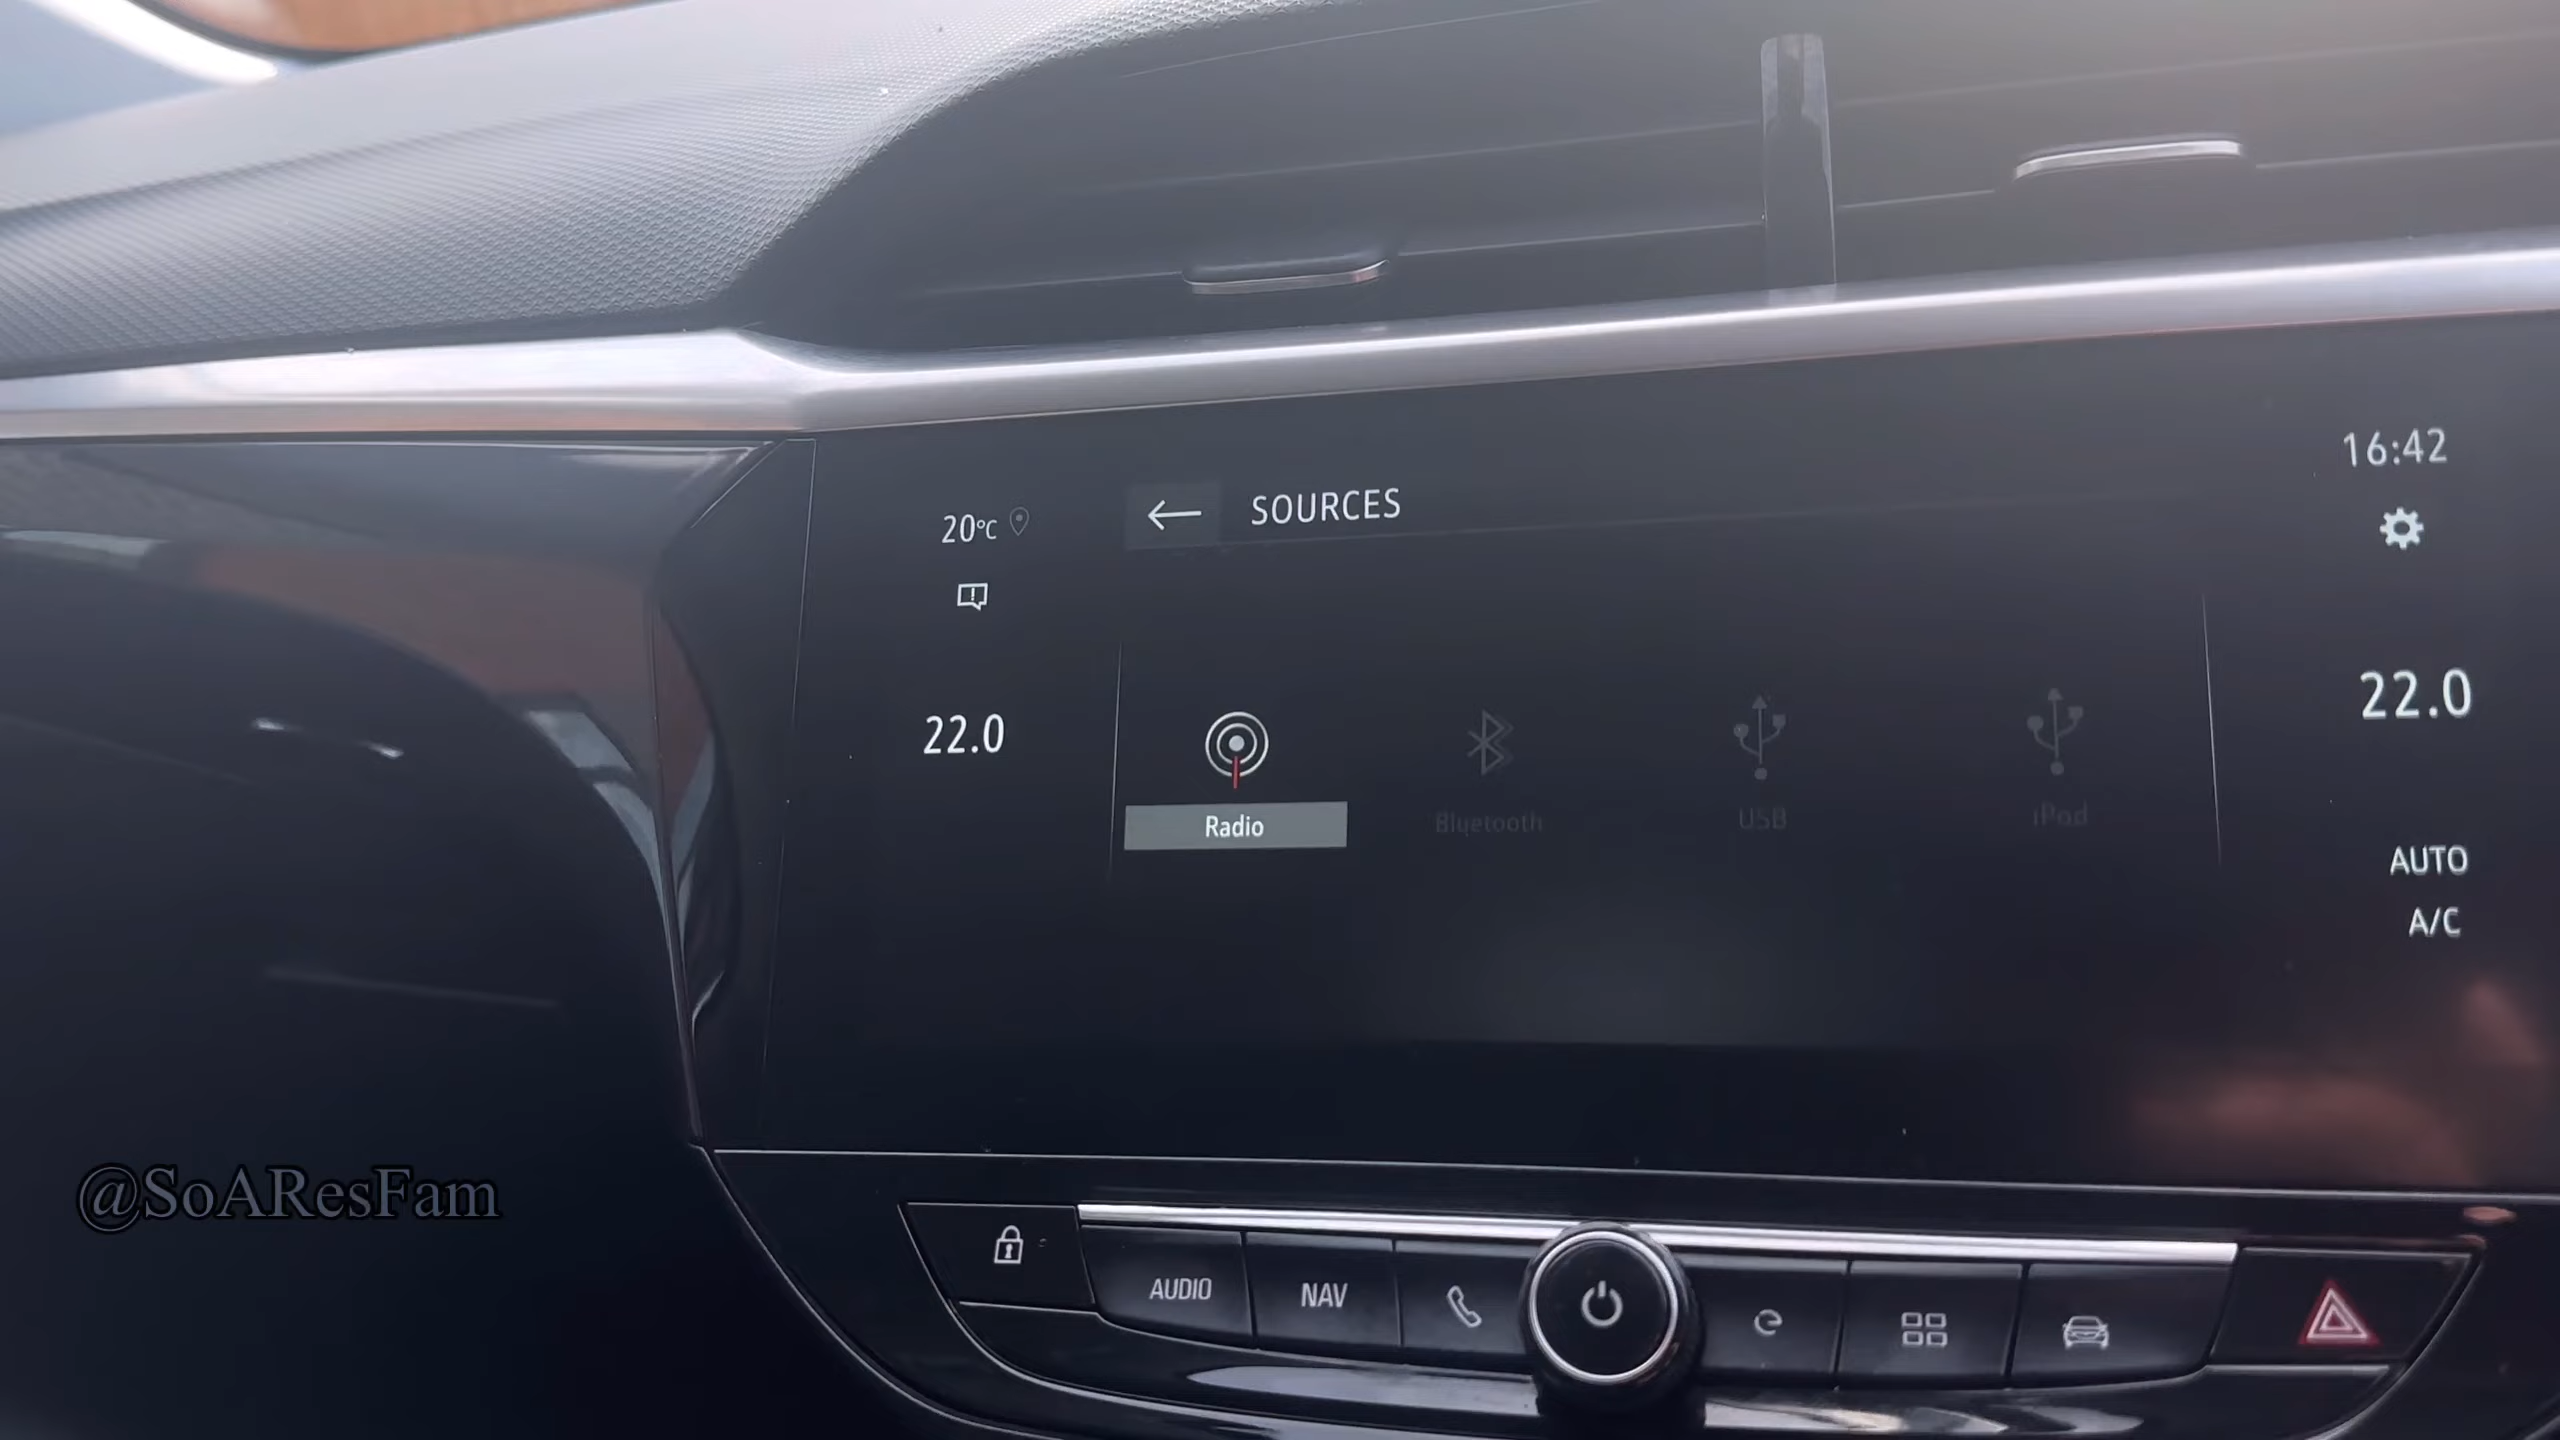 16:42
20°C
SOURCES
22.0
22.0
Radio
Bluetooth
USB
iPod
AUTO
A/C
@SoAResFam
AUDIO
NAV